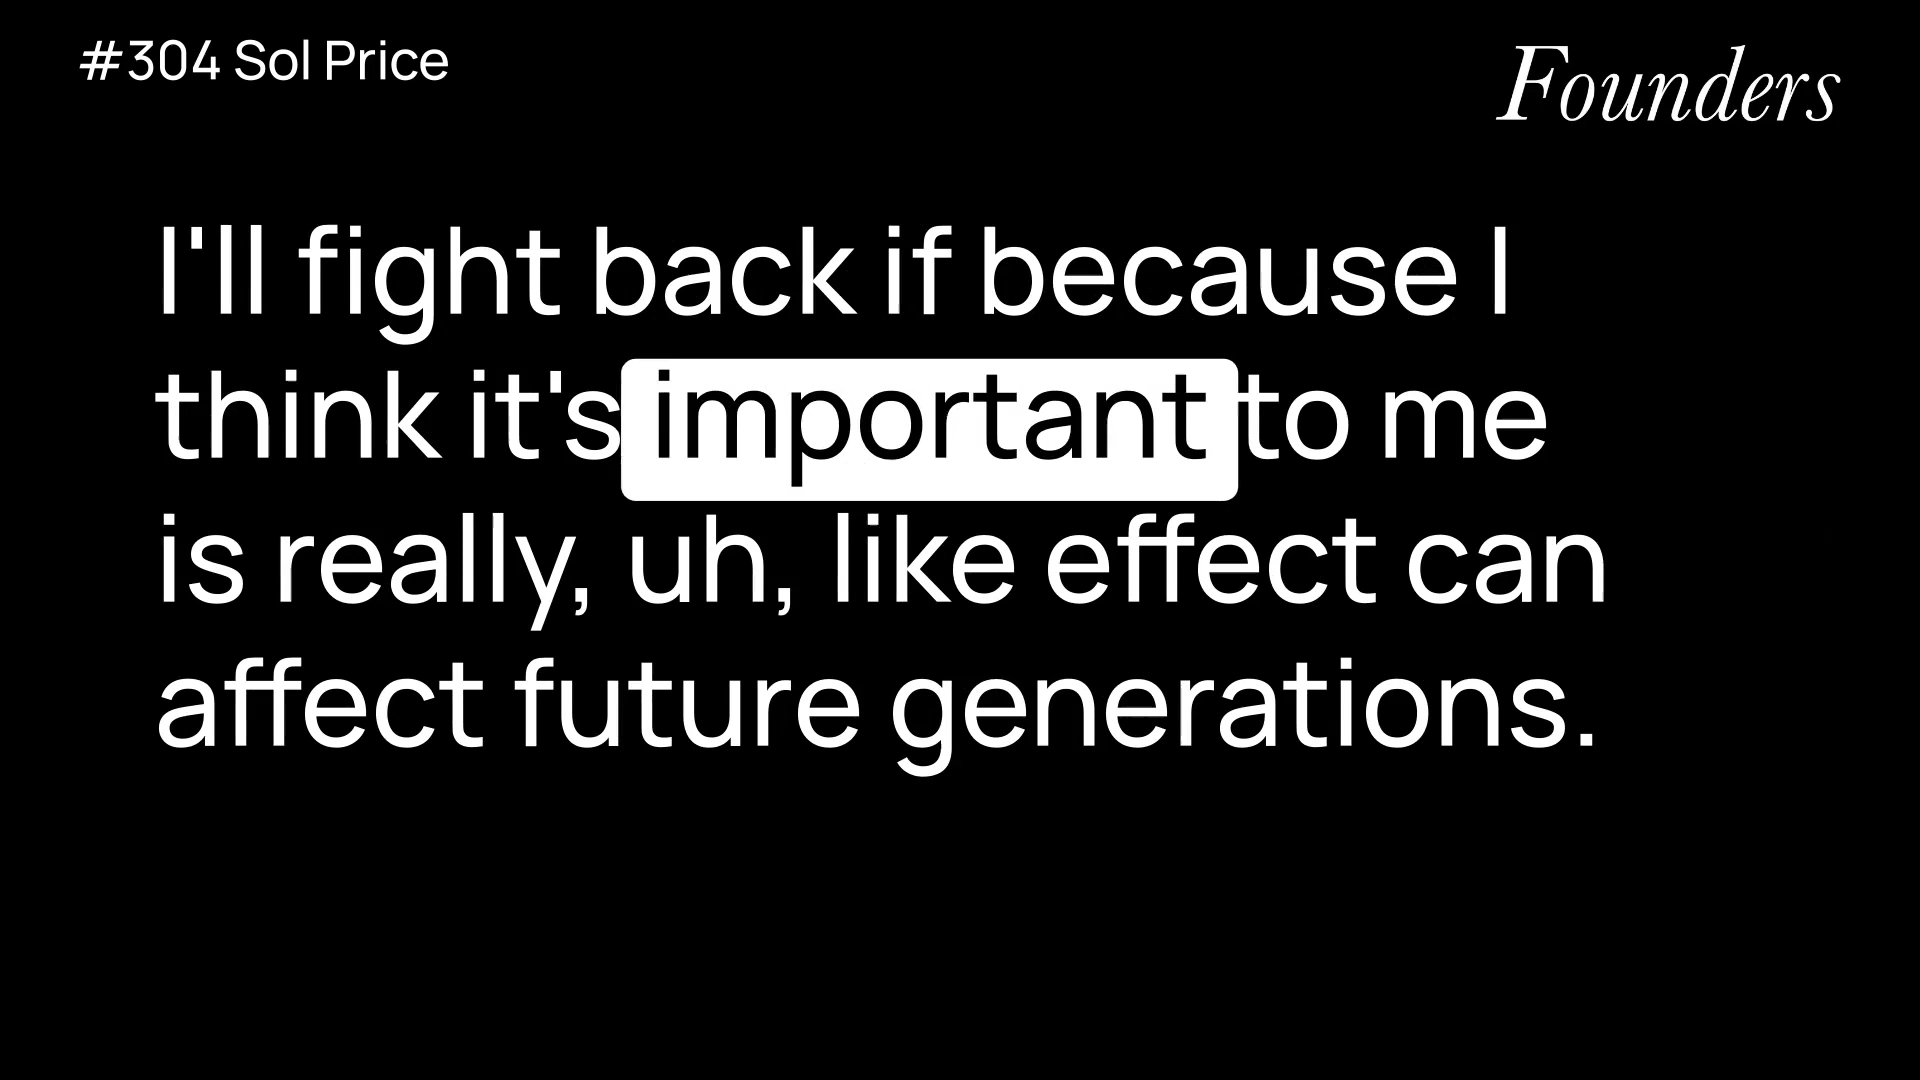 #304 Sol Price
Founders
I'll fight back if because I
think it's important to me
is really, uh, like effect can
affect future generations.